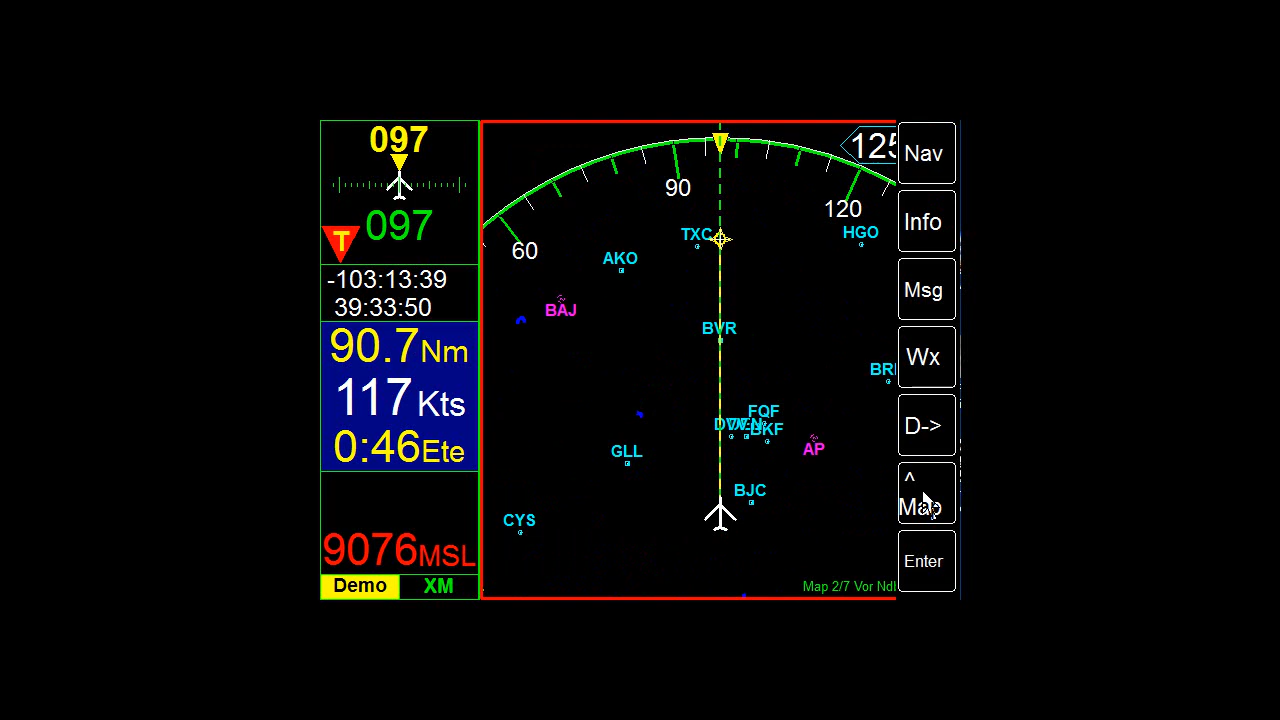 097
T
097
-103:13:39
39:33:50
90.7Nm
117 Kts
0:46Ete
9076MSL
Demo
XM
125
90
120
60
TXC
HGO
AKO
BAJ
BVR
FQF
BKF
GLL
AP
BJC
CYS
Map 2/7 Vor
Nav
Info
Msg
Wx
D->
^
Map
Enter